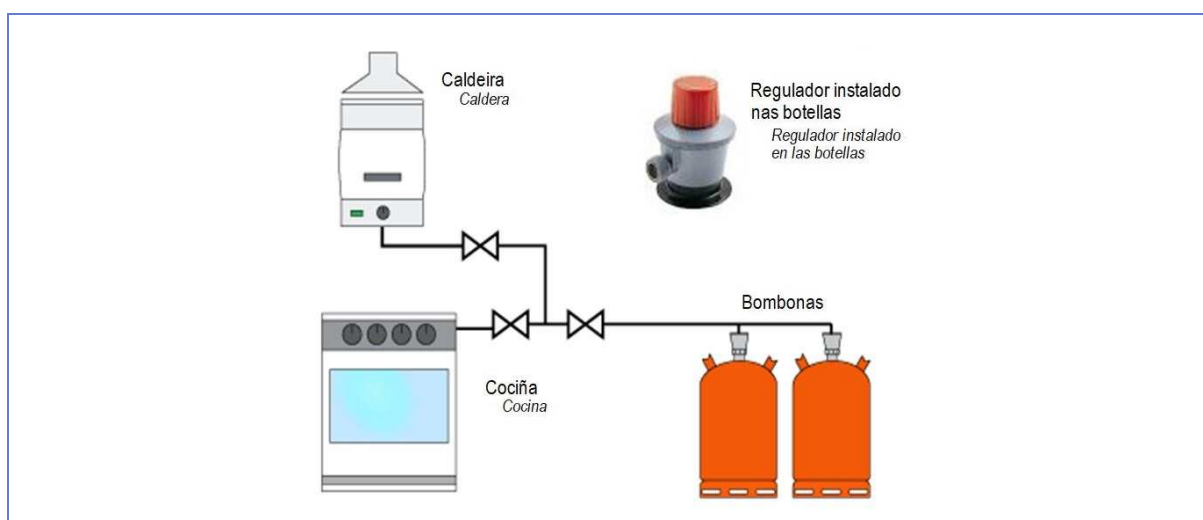 Caldeira
Caldera
Regulador instalado
nas botellas
Regulador instalado
en las botellas
Bombonas
Cociña
Cocina